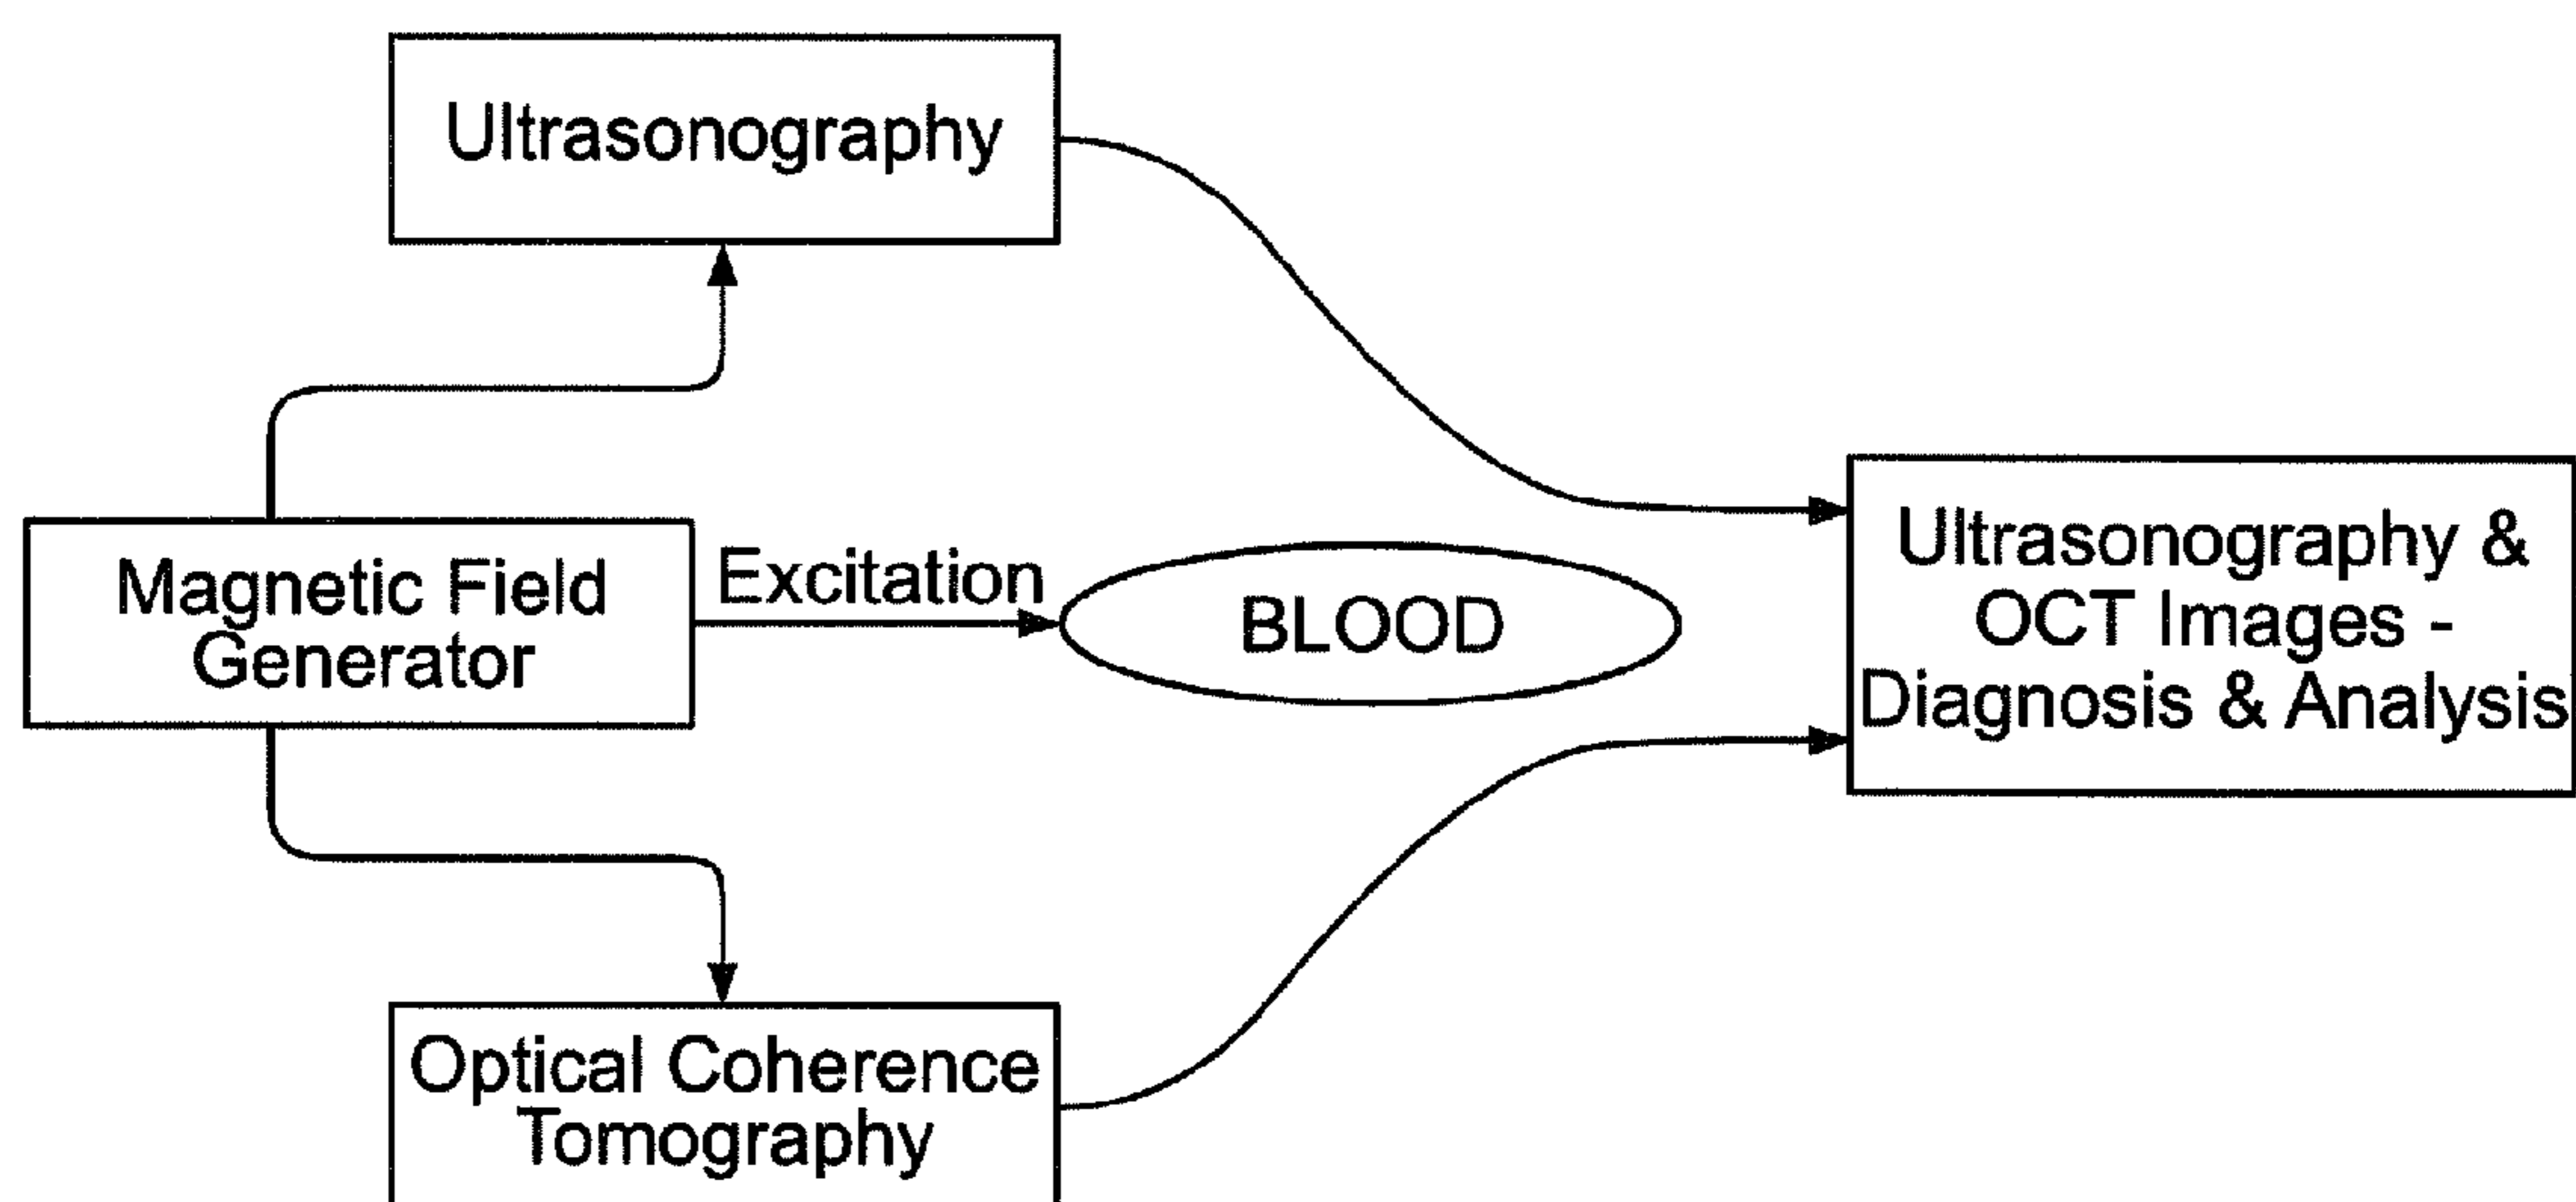 Ultrasonography
Magnetic Field
Generator
Excitation
BLOOD
Ultrasonography &
OCT Images -
Diagnosis & Analysis
Optical Coherence
Tomography